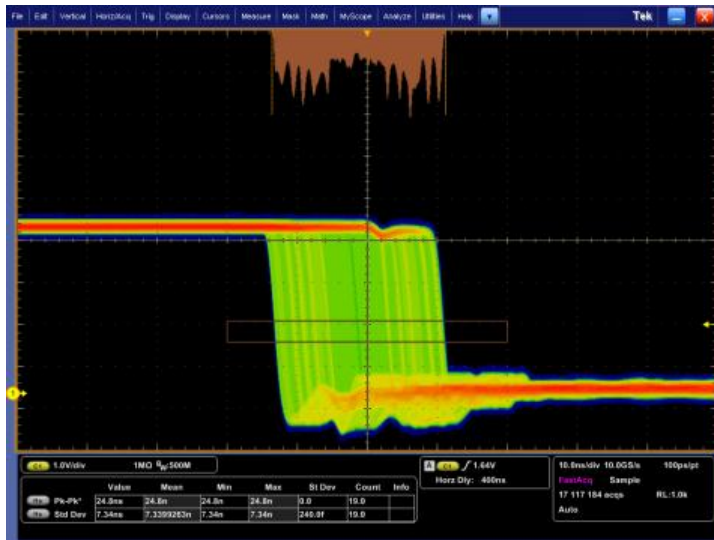 File Edit Vertical Horiz/Acq Trig Display Cursors Measure Mask Math MyScope Analyze Utilities Help Tek
1
C1 1.0V/div 1MΩ BW:500M
A C1 1.64V
Horz Dly: 400ns
10.0ns/div 10.0GS/s 100ps/pt
FastAcq Sample
17 117 184 acqs RL:1.0k
Auto
Value Mean Min Max St Dev Count Info
Pk-Pk* 24.8ns 24.8n 24.8n 24.8n 0.0 19.0
Std Dev 7.34ns 7.3399263n 7.34n 7.34n 240.0f 19.0